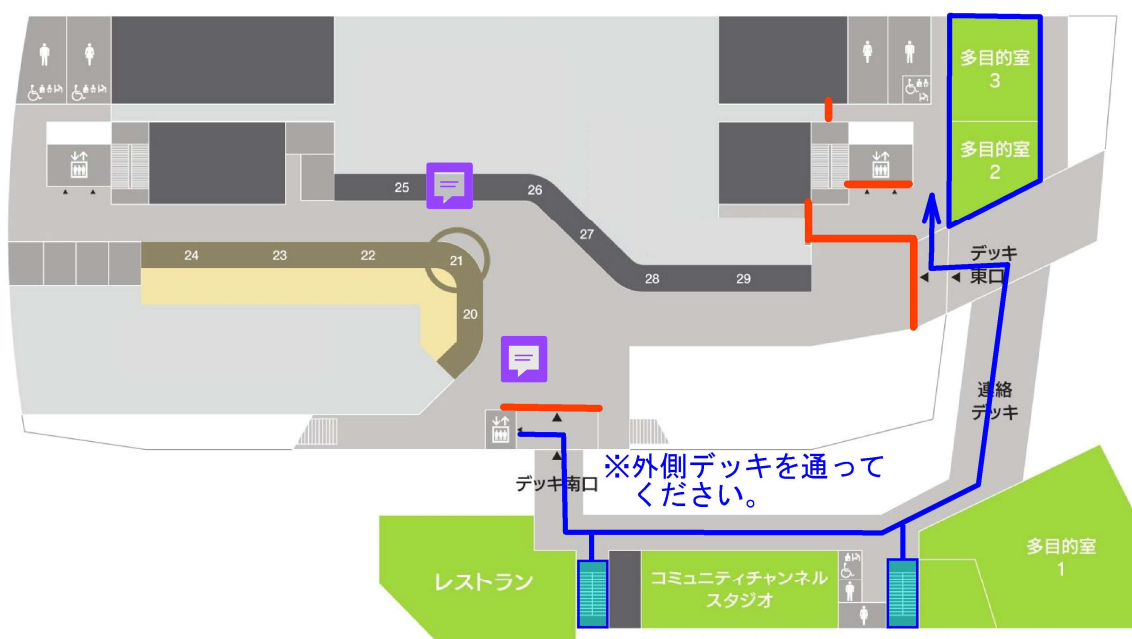 多目的室
3
多目的室
2
25
26
27
28
29
24
23
22
21
20
デッキ
東口
連絡
デッキ
※外側デッキを通って
ください。
デッキ南口
レストラン
コミュニティチャンネル
スタジオ
多目的室
1